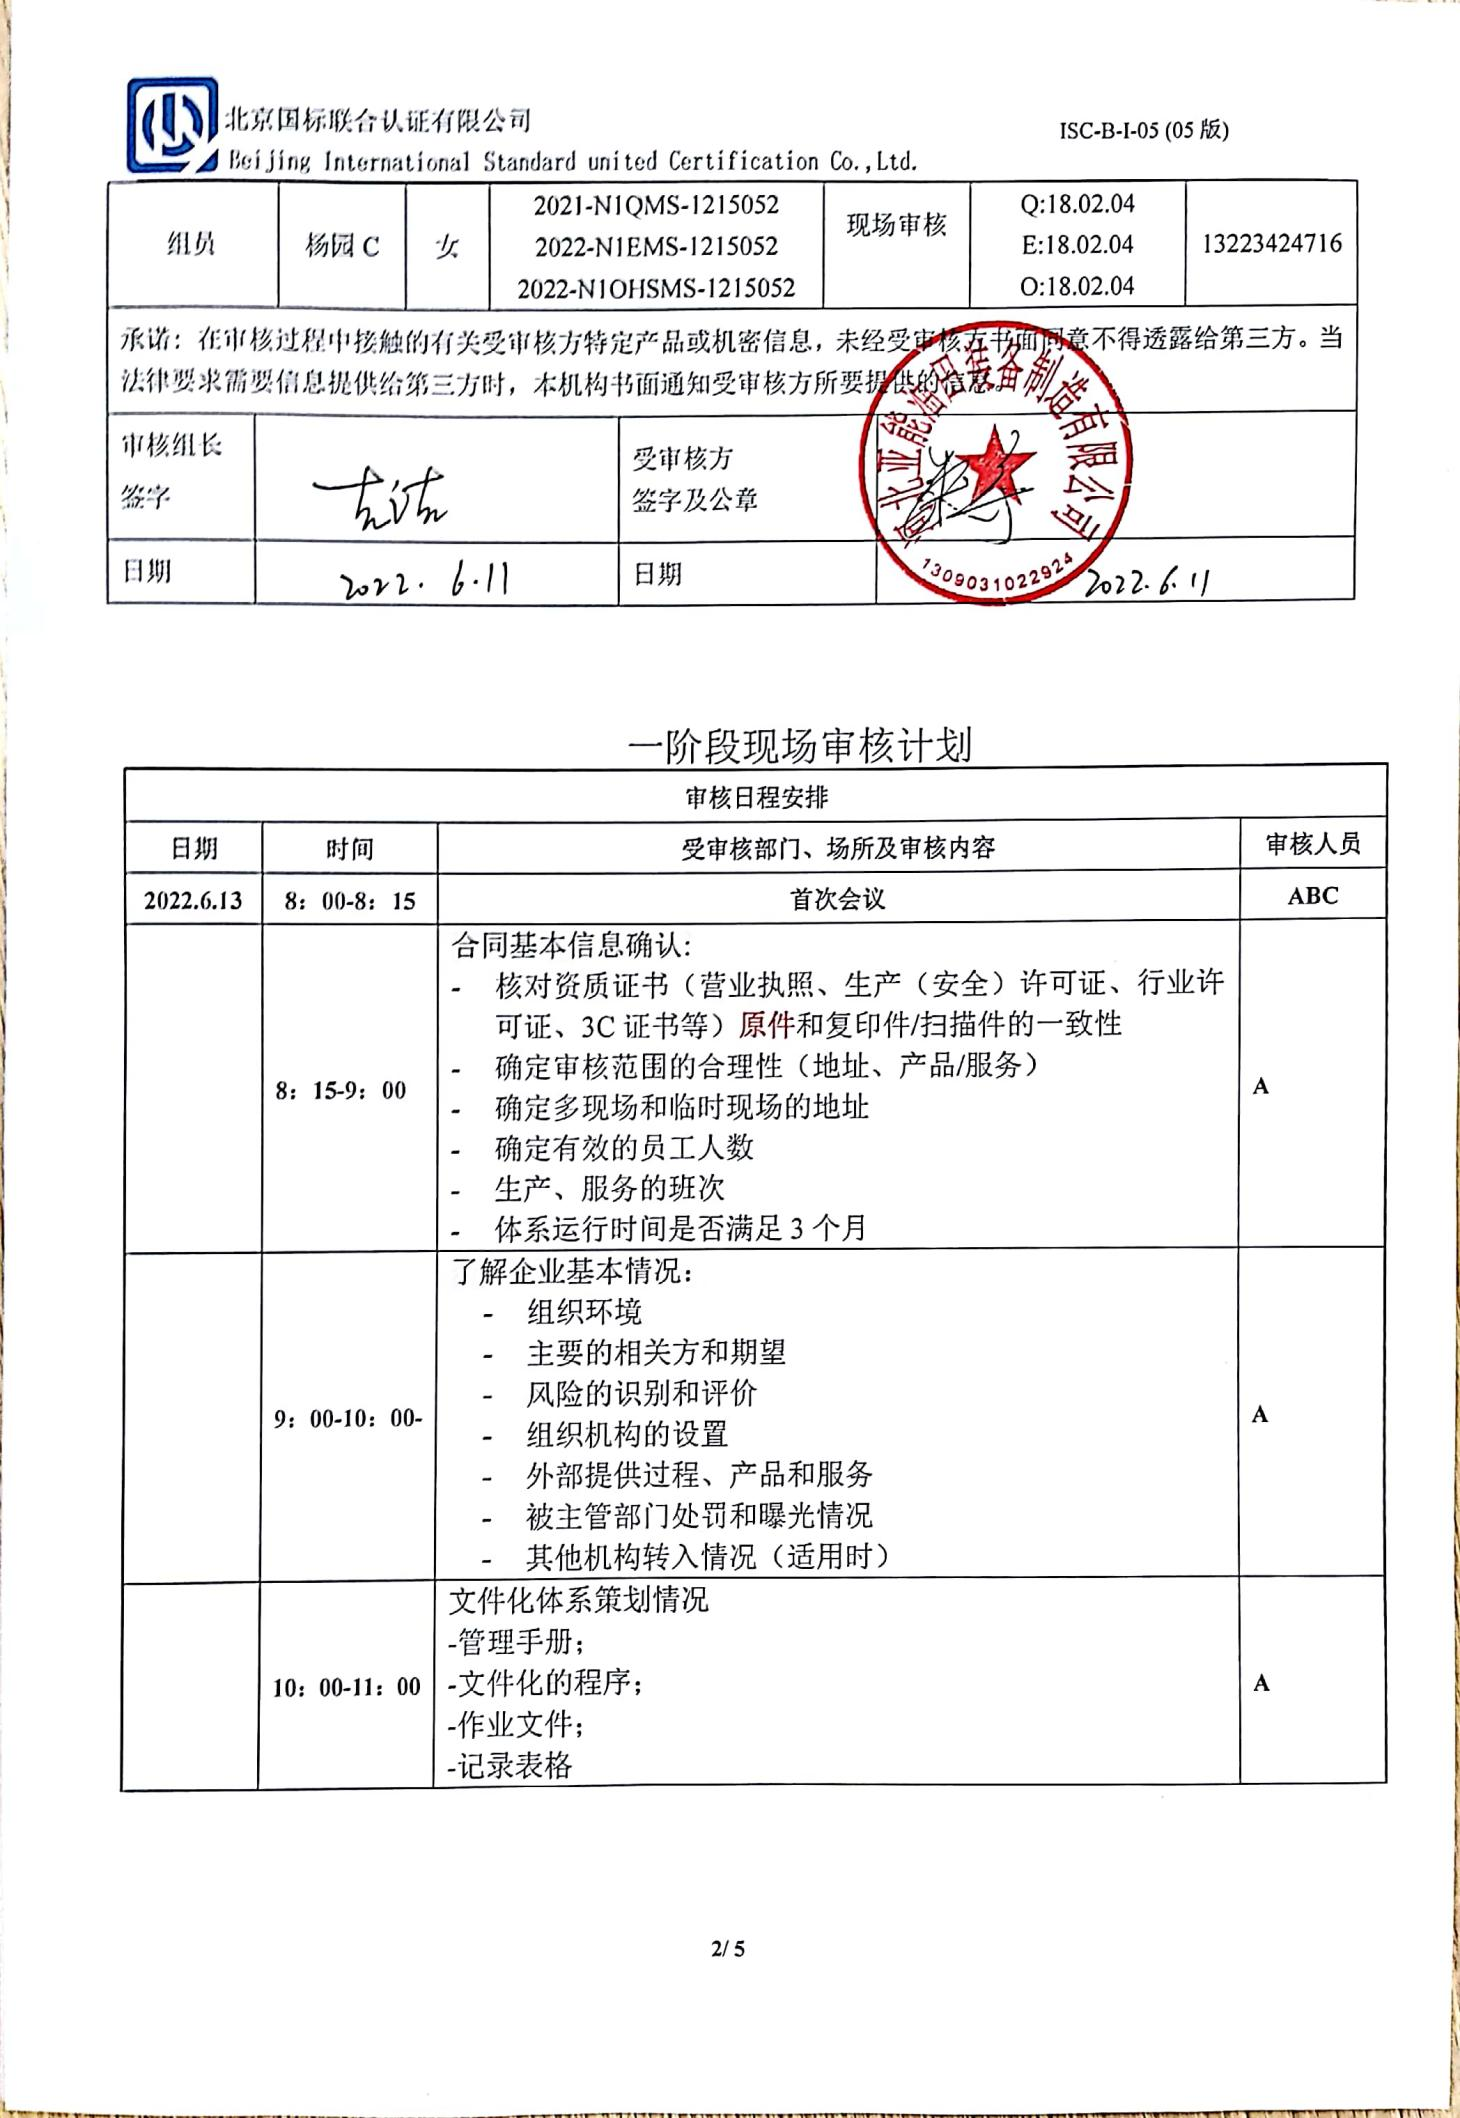 北京国标联合认证有限公司
Beijing International Standard united Certification Co.,Ltd.
ISC-B-I-05 (05 版)
组员
杨园 C
女
2021-N1QMS-1215052
2022-N1EMS-1215052
2022-N1OHSMS-1215052
现场审核
Q:18.02.04
E:18.02.04
O:18.02.04
13223424716
承诺：在审核过程中接触的有关受审核方特定产品或机密信息，未经受审核方书面同意不得透露给第三方。当
法律要求需要信息提供给第三方时，本机构书面通知受审核方所要提供的信息。
审核组长
签字
受审核方
签字及公章
装备制造有限公司
1309031022924
日期
2022.6.11
日期
2022.6.11
一阶段现场审核计划
审核日程安排
日期
时间
受审核部门、场所及审核内容
审核人员
2022.6.13
8：00-8：15
首次会议
ABC
8：15-9：00
合同基本信息确认:
- 核对资质证书（营业执照、生产（安全）许可证、行业许
可证、3C 证书等）原件和复印件/扫描件的一致性
- 确定审核范围的合理性（地址、产品/服务）
- 确定多现场和临时现场的地址
- 确定有效的员工人数
- 生产、服务的班次
- 体系运行时间是否满足 3 个月
A
9：00-10：00-
了解企业基本情况：
- 组织环境
- 主要的相关方和期望
- 风险的识别和评价
- 组织机构的设置
- 外部提供过程、产品和服务
- 被主管部门处罚和曝光情况
- 其他机构转入情况（适用时）
A
10：00-11：00
文件化体系策划情况
-管理手册；
-文件化的程序；
-作业文件；
-记录表格
A
2/ 5